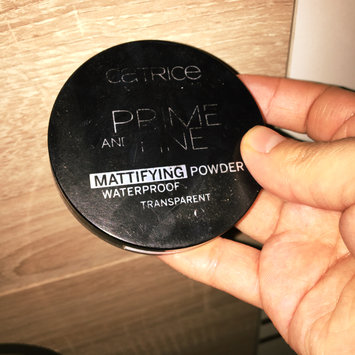 CATRICE
PRIME
AND FINE
MATTIFYING POWDER
WATERPROOF
TRANSPARENT